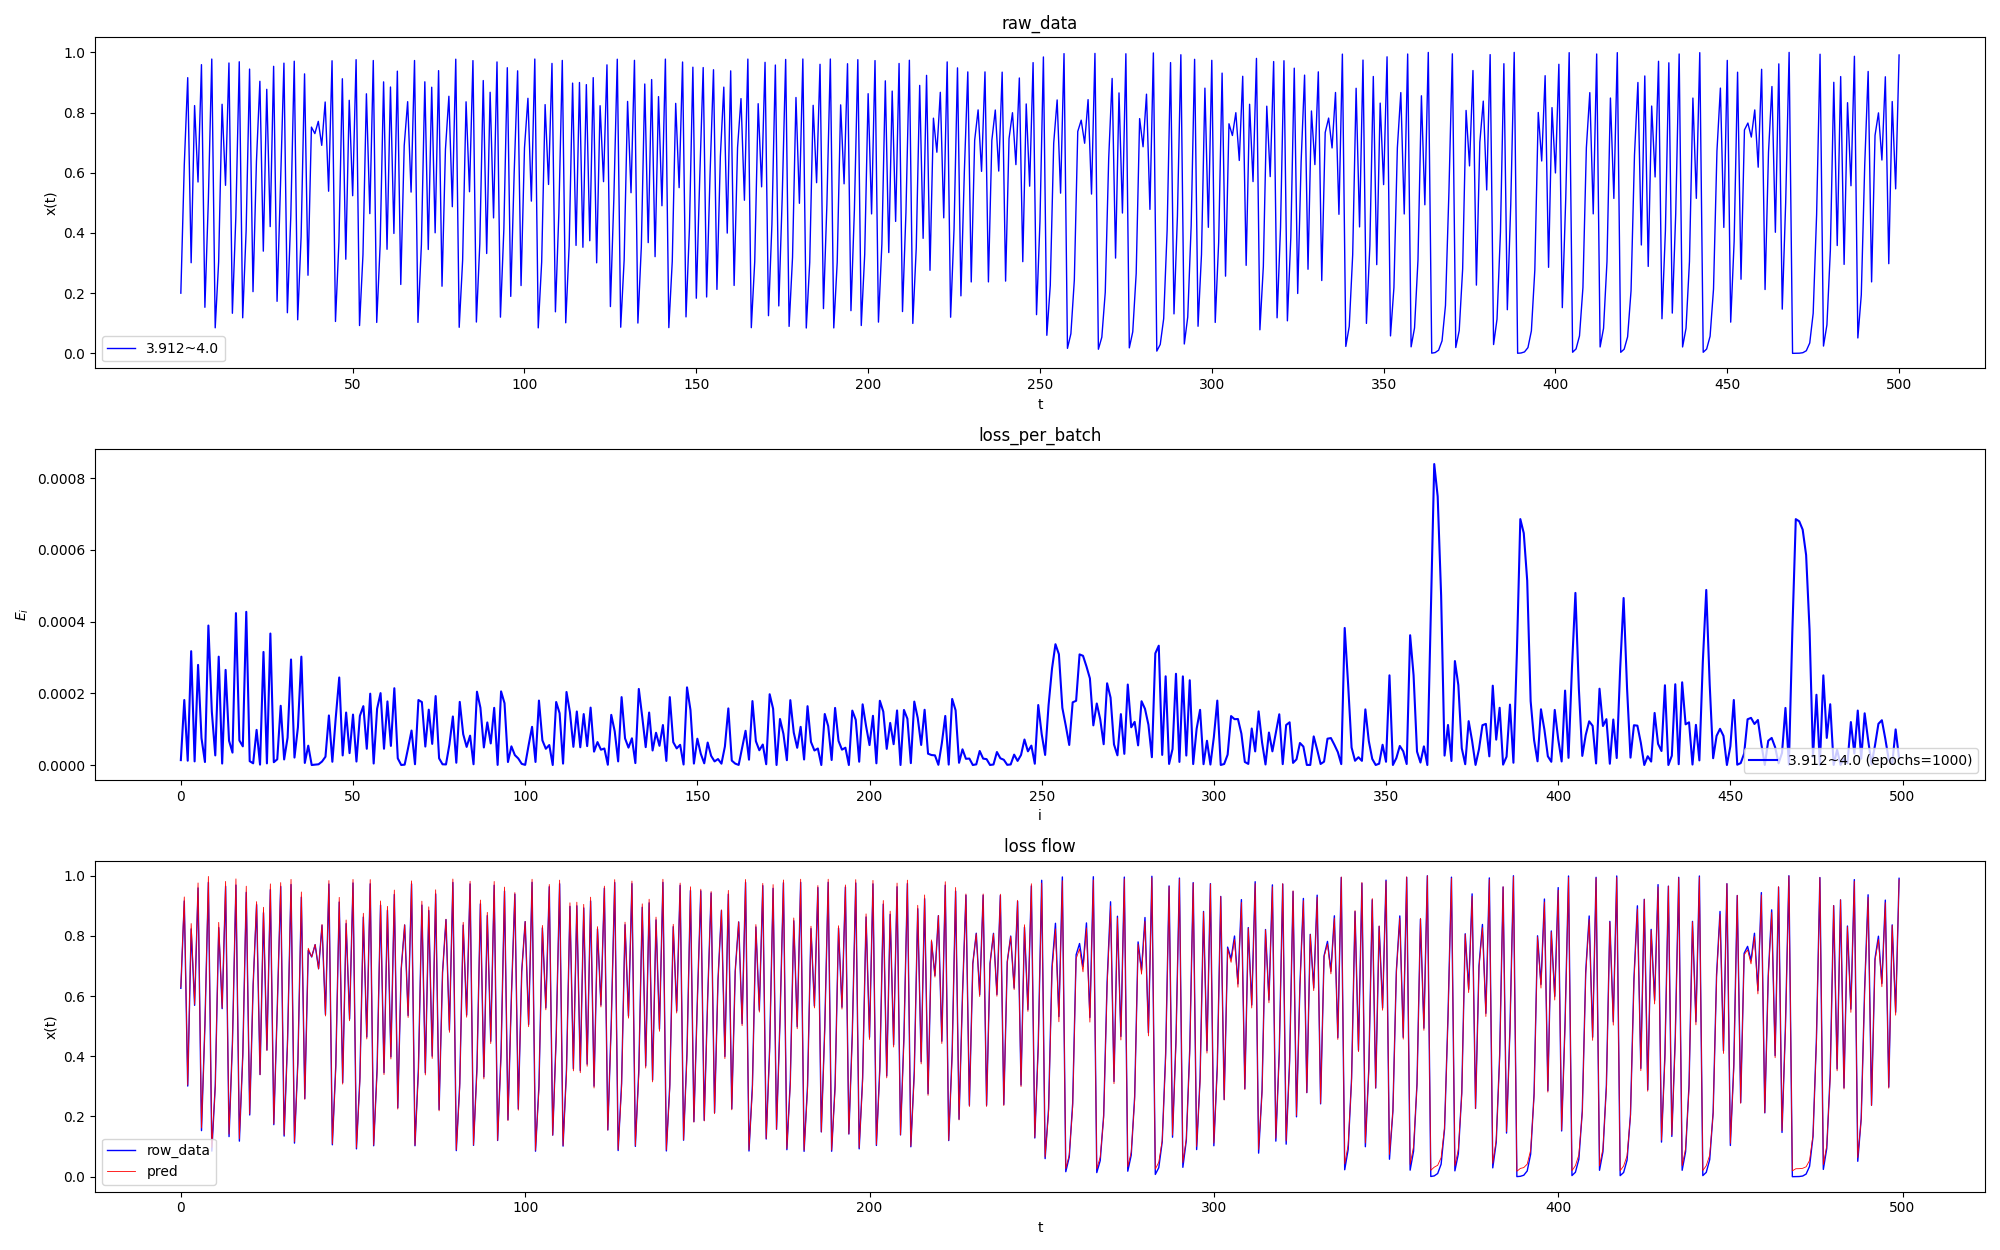 raw_data
1.0
0.8
0.6
0.4
0.2
0.0
x(t)
3.912~4.0
50 100 150 200 250 300 350 400 450 500
t
loss_per_batch
0.0008
0.0006
0.0004
0.0002
0.0000
Ei
3.912~4.0 (epochs=1000)
0 50 100 150 200 250 300 350 400 450 500
i
loss flow
1.0
0.8
0.6
0.4
0.2
0.0
x(t)
row_data
pred
0 100 200 300 400 500
t